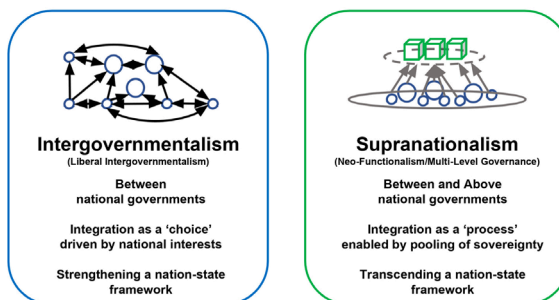 Intergovernmentalism
(Liberal Intergovernmentalism)
Between
national governments
Integration as a ‘choice’
driven by national interests
Strengthening a nation-state
framework
Supranationalism
(Neo-Functionalism/Multi-Level Governance)
Between and Above
national governments
Integration as a ‘process’
enabled by pooling of sovereignty
Transcending a nation-state
framework